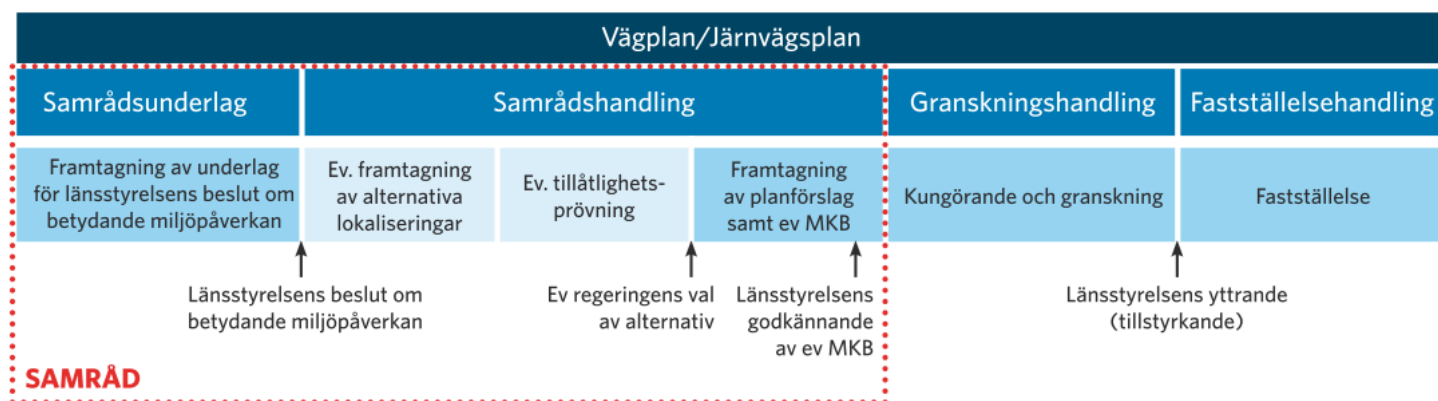 Vägplan/Järnvägsplan
Samrådsunderlag
Samrådshandling
Granskningshandling
Fastställelsehandling
Framtagning av underlag
för länsstyrelsens beslut om
betydande miljöpåverkan
Ev. framtagning
av alternativa
lokaliseringar
Ev. tillåtlighets-
prövning
Framtagning
av planförslag
samt ev MKB
Kungörande och granskning
Fastställelse
Länsstyrelsens beslut om
betydande miljöpåverkan
Ev regeringens val
av alternativ
Länsstyrelsens
godkännande
av ev MKB
Länsstyrelsens yttrande
(tillstyrkande)
SAMRÅD